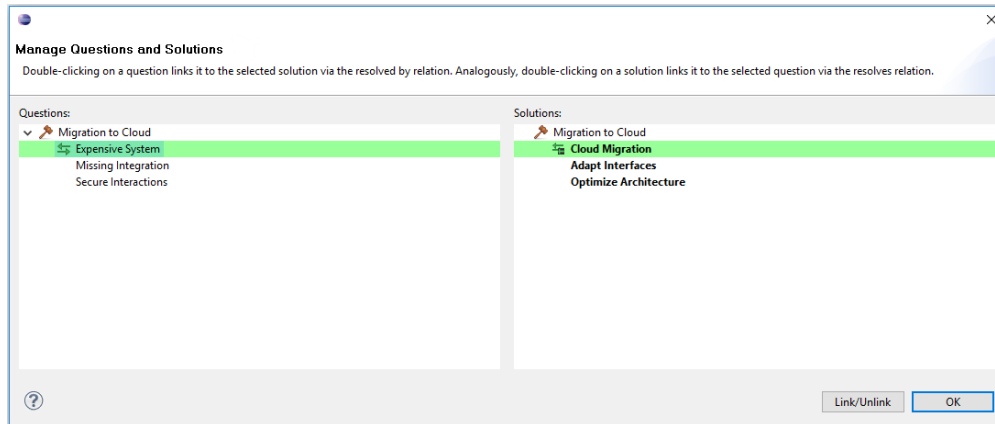 Manage Questions and Solutions
Double-clicking on a question links it to the selected solution via the resolved by relation. Analogously, double-clicking on a solution links it to the selected question via the resolves relation.
Questions:
Migration to Cloud
Expensive System
Missing Integration
Secure Interactions
Solutions:
Migration to Cloud
Cloud Migration
Adapt Interfaces
Optimize Architecture
Link/Unlink
OK